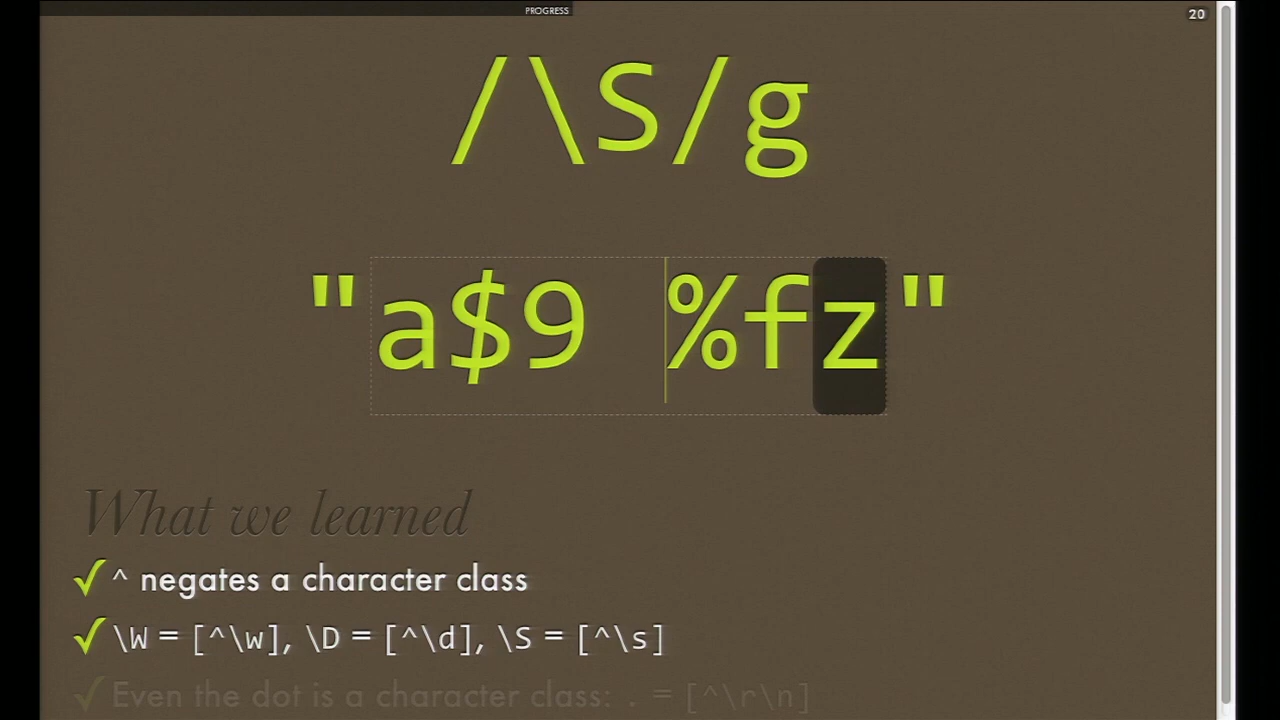 PROGRESS
20
/\S/g
"a$9 %fz"
What we learned
✓ ^ negates a character class
✓ \W = [^\w], \D = [^\d], \S = [^\s]
✓ Even the dot is a character class: . = [^\r\n]